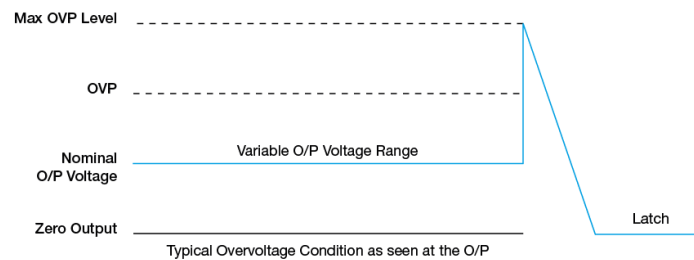 Max OVP Level
OVP
Variable O/P Voltage Range
Nominal
O/P Voltage
Latch
Zero Output
Typical Overvoltage Condition as seen at the O/P